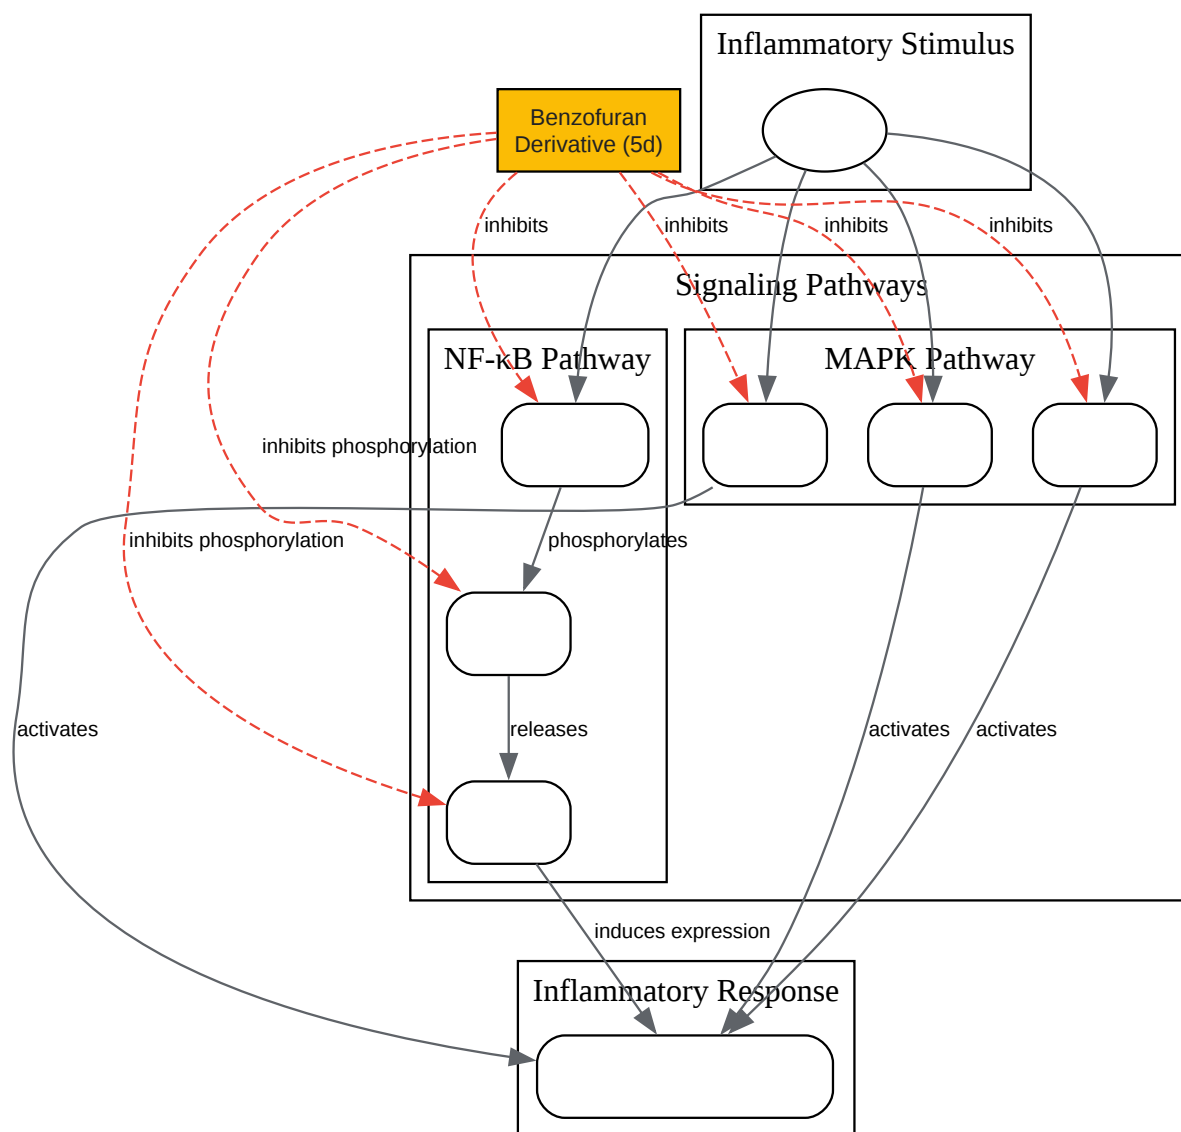 Inflammatory Stimulus
Benzofuran
Derivative (5d)
inhibits
inhibits
inhibits
inhibits
Signaling Pathways
NF-κB Pathway
MAPK Pathway
inhibits phosphorylation
inhibits phosphorylation
phosphorylates
activates
releases
activates
activates
induces expression
Inflammatory Response